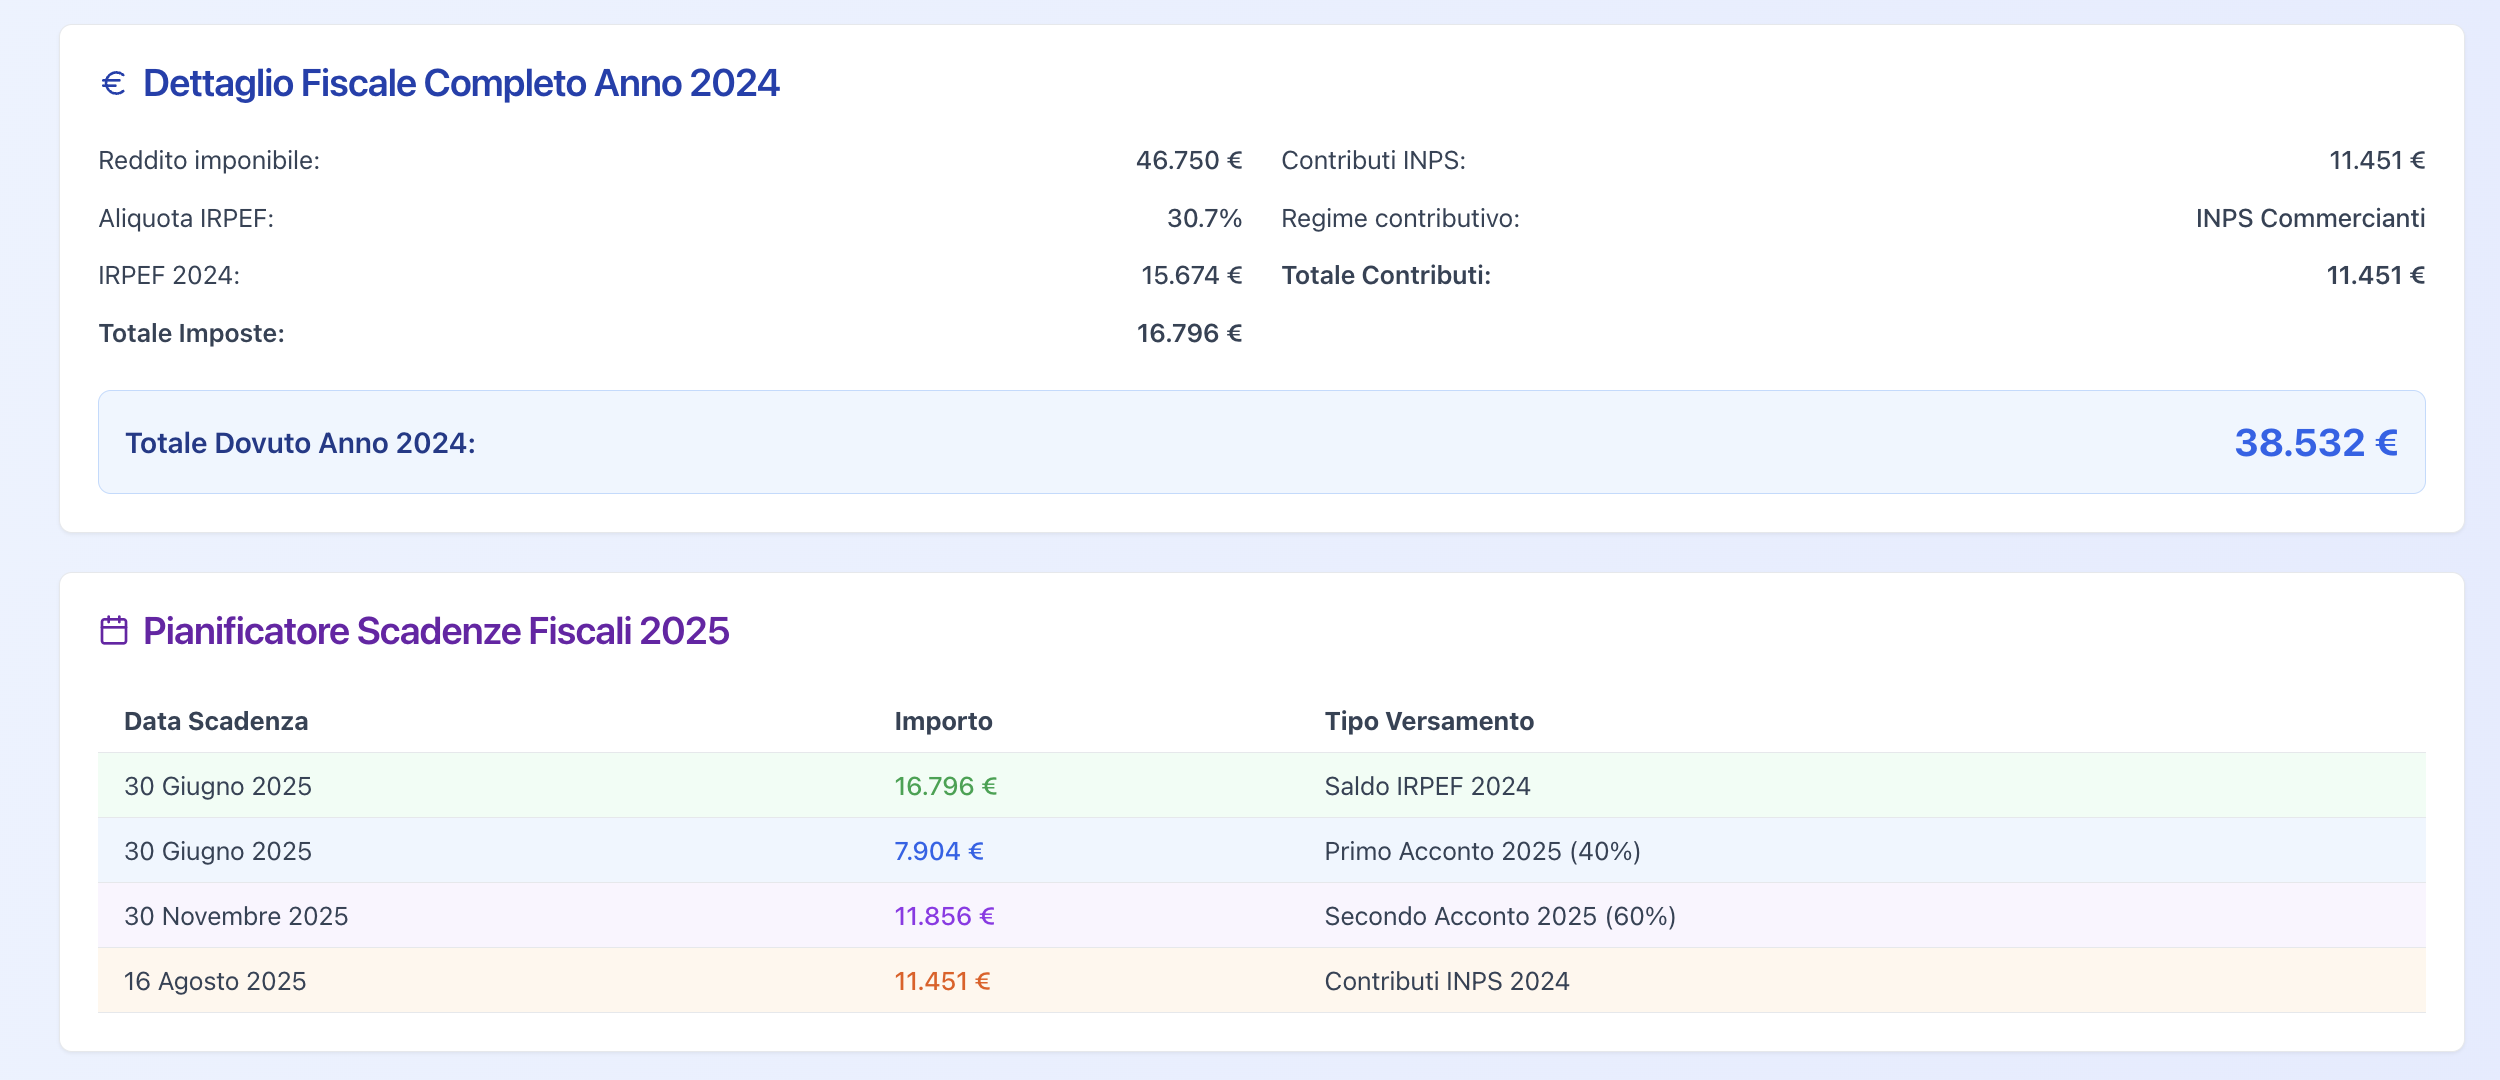 Dettaglio Fiscale Completo Anno 2024
Reddito imponibile: 46.750 €
Aliquota IRPEF: 30.7%
IRPEF 2024: 15.674 €
Totale Imposte: 16.796 €
Contributi INPS: 11.451 €
Regime contributivo: INPS Commercianti
Totale Contributi: 11.451 €
Totale Dovuto Anno 2024: 38.532 €
Pianificatore Scadenze Fiscali 2025
Data Scadenza Importo Tipo Versamento
30 Giugno 2025 16.796 € Saldo IRPEF 2024
30 Giugno 2025 7.904 € Primo Acconto 2025 (40%)
30 Novembre 2025 11.856 € Secondo Acconto 2025 (60%)
16 Agosto 2025 11.451 € Contributi INPS 2024